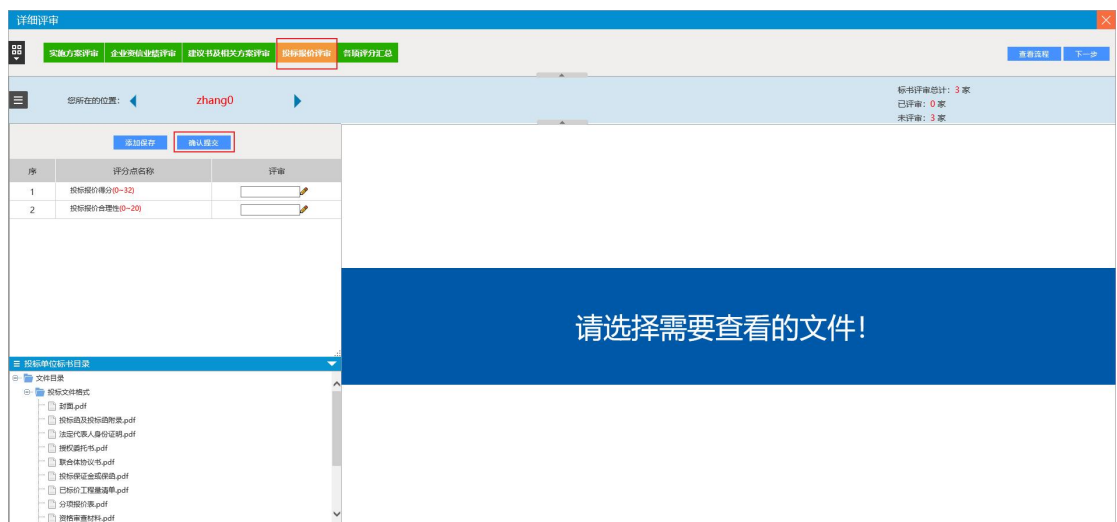 详细评审
实施方案评审 企业资信业绩评审 建议书及相关方案评审 投标报价评审 各项评分汇总
查看流程 下一步
您所在的位置: zhang0
标书评审总计: 3 家
已评审: 0 家
未评审: 3 家
添加保存 确认提交
序 评分点名称 评审
1 投标报价得分(0~32)
2 投标报价合理性(0~20)
请选择需要查看的文件!
投标单位标书目录
文件目录
投标文件格式
封面.pdf
投标函及投标函附录.pdf
法定代表人身份证明.pdf
授权委托书.pdf
联合体协议书.pdf
投标保证金或保函.pdf
已标价工程量清单.pdf
分项报价表.pdf
资格审查材料.pdf